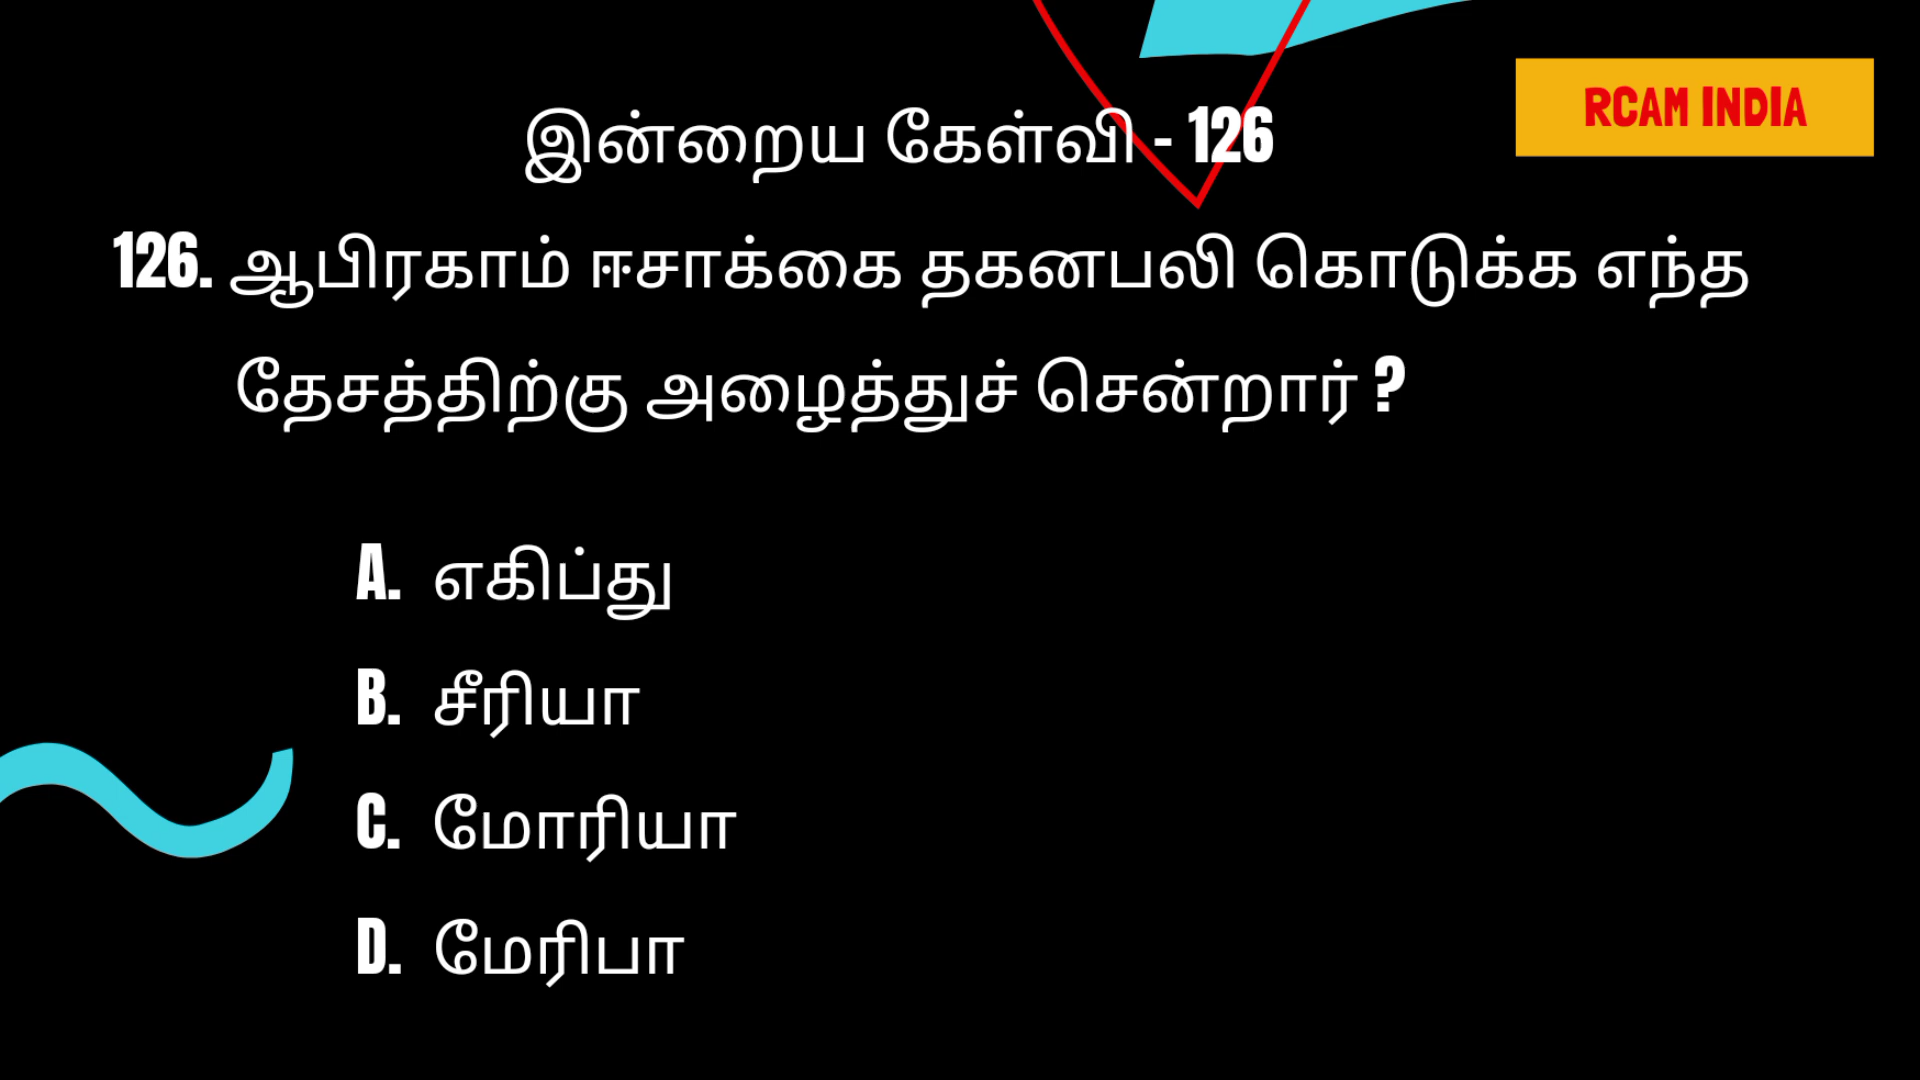 RCAM INDIA
இன்றைய கேள்வி - 126
126. ஆபிரகாம் ஈசாக்கை தகனபலி கொடுக்க எந்த
தேசத்திற்கு அழைத்துச் சென்றார் ?
A. எகிப்து
B. சீரியா
C. மோரியா
D. மேரிபா